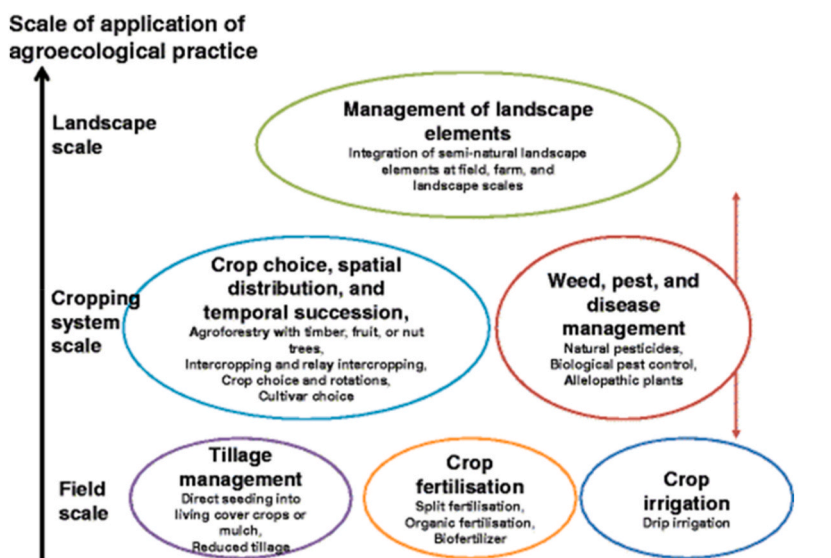 Scale of application of
agroecological practice
Landscape
scale
Management of landscape
elements
Integration of semi-natural landscape
elements at field, farm, and
landscape scales
Cropping
system
scale
Crop choice, spatial
distribution, and
temporal succession,
Agroforestry with timber, fruit, or nut
trees,
Intercropping and relay intercropping,
Crop choice and rotations,
Cultivar choice
Weed, pest, and
disease
management
Natural pesticides,
Biological pest control,
Allelopathic plants
Field
scale
Tillage
management
Direct seeding into
living cover crops or
mulch,
Reduced tillage
Crop
fertilisation
Split fertilisation,
Organic fertilisation,
Biofertilizer
Crop
irrigation
Drip irrigation